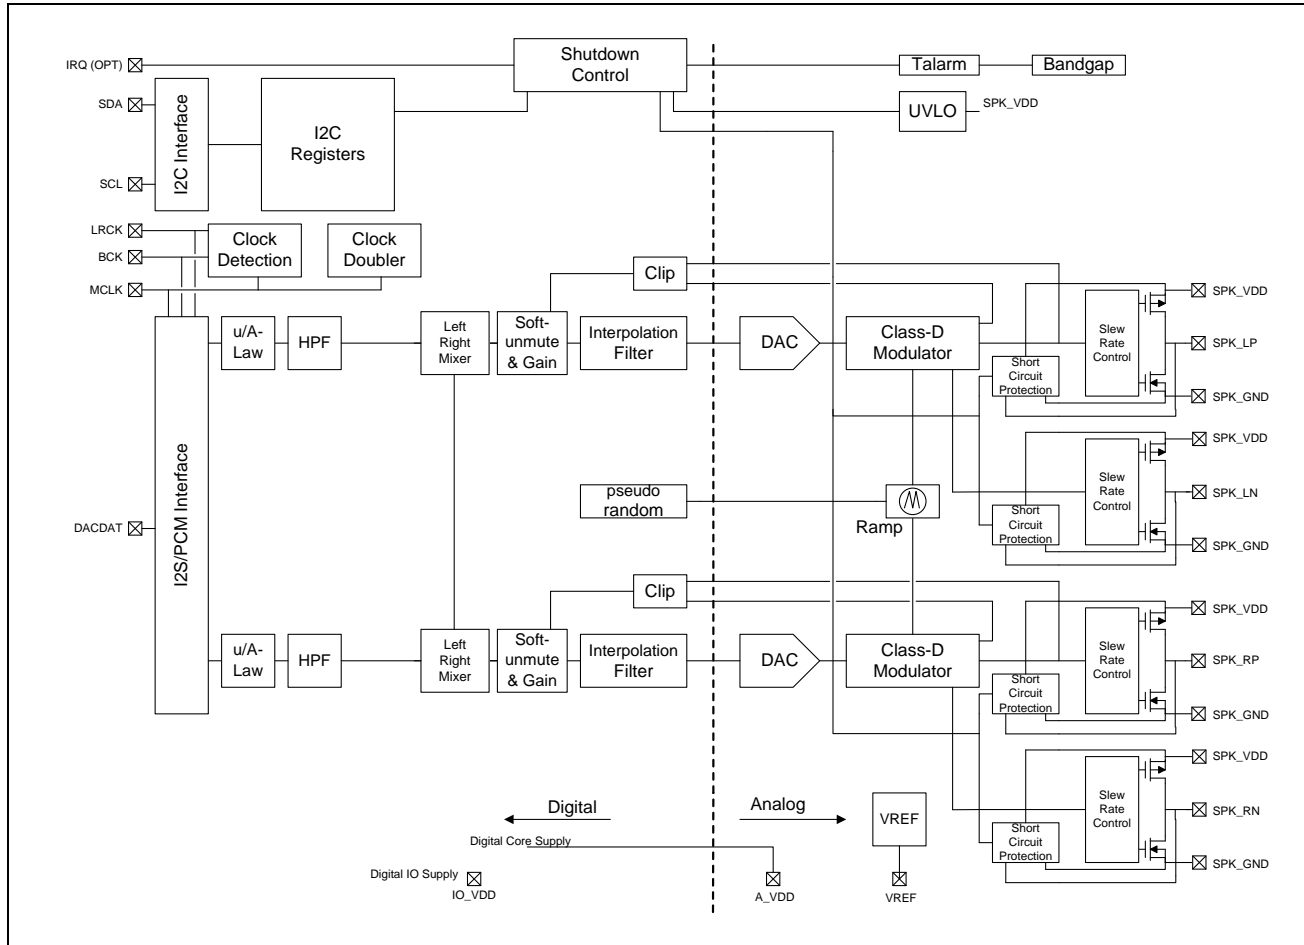 Shutdown
Control
IRQ (OPT)
Talarm
Bandgap
SDA
I2C Interface
I2C
Registers
UVLO
SPK_VDD
SCL
LRCK
BCK
MCLK
Clock
Detection
Clock
Doubler
Clip
I2S/PCM Interface
u/A-
Law
HPF
Left
Right
Mixer
Soft-
unmute
& Gain
Interpolation
Filter
DAC
Class-D
Modulator
Short
Circuit
Protection
Slew
Rate
Control
SPK_VDD
SPK_LP
SPK_GND
Short
Circuit
Protection
Slew
Rate
Control
SPK_VDD
SPK_LN
SPK_GND
DACDAT
pseudo
random
Ramp
Clip
u/A-
Law
HPF
Left
Right
Mixer
Soft-
unmute
& Gain
Interpolation
Filter
DAC
Class-D
Modulator
Short
Circuit
Protection
Slew
Rate
Control
SPK_VDD
SPK_RP
SPK_GND
Short
Circuit
Protection
Slew
Rate
Control
SPK_VDD
SPK_RN
SPK_GND
Digital
Analog
VREF
Digital Core Supply
Digital IO Supply
IO_VDD
A_VDD
VREF